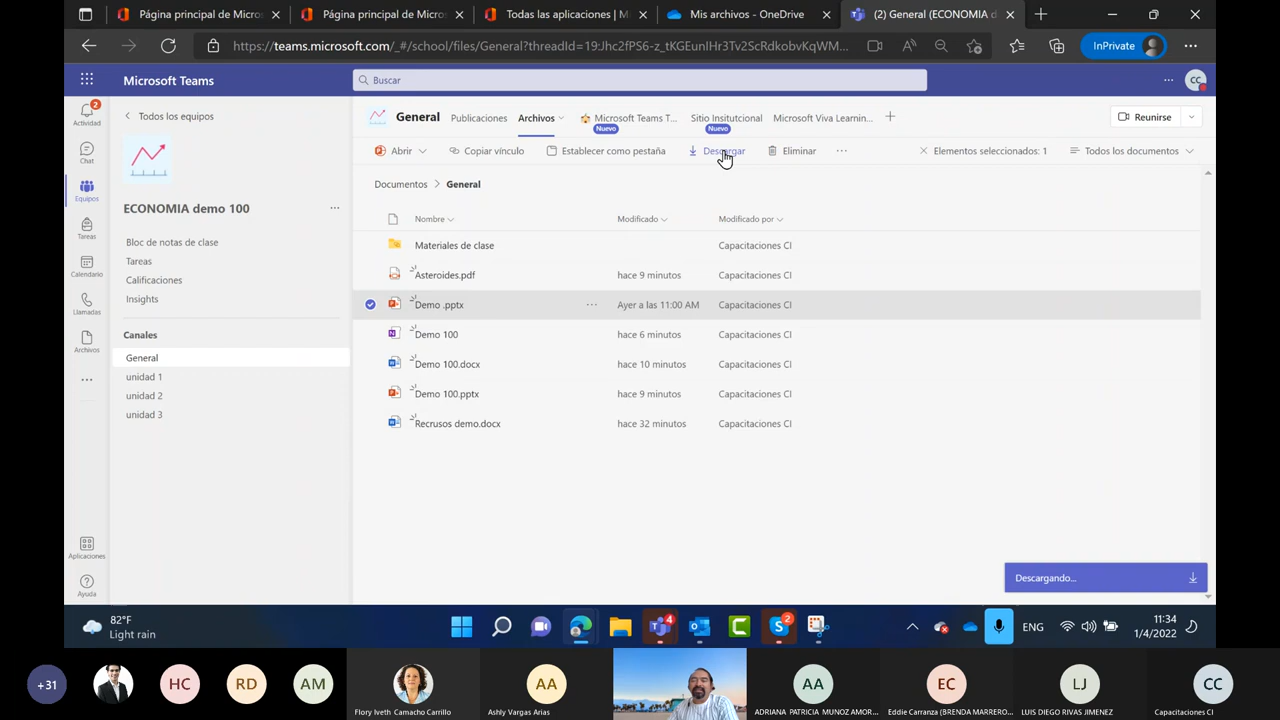 Página principal de Micros
Página principal de Micros
Todas las aplicaciones | M
Mis archivos - OneDrive
(2) General (ECONOMIA d
https://teams.microsoft.com/_#/school/files/General?threadId=19:Jhc2fPS6-z_tKGEunIHr3Tv2ScRdkobvKqWM...
InPrivate
Microsoft Teams
Buscar
CC
2
Actividad
Chat
Equipos
Tareas
Calendario
Llamadas
Archivos
Aplicaciones
Ayuda
Todos los equipos
ECONOMIA demo 100
Bloc de notas de clase
Tareas
Calificaciones
Insights
Canales
General
unidad 1
unidad 2
unidad 3
General
Publicaciones
Archivos
Microsoft Teams T...
Nuevo
Sitio Insitutcional
Nuevo
Microsoft Viva Learnin...
Reunirse
Abrir
Copiar vínculo
Establecer como pestaña
Descargar
Eliminar
Elementos seleccionados: 1
Todos los documentos
Documentos > General
Nombre Modificado Modificado por
Materiales de clase Capacitaciones CI
Asteroides.pdf hace 9 minutos Capacitaciones CI
Demo .pptx Ayer a las 11:00 AM Capacitaciones CI
Demo 100 hace 6 minutos Capacitaciones CI
Demo 100.docx hace 10 minutos Capacitaciones CI
Demo 100.pptx hace 9 minutos Capacitaciones CI
Recrusos demo.docx hace 32 minutos Capacitaciones CI
Descargando...
82°F
Light rain
4
2
ENG
11:34
1/4/2022
+31
HC
RD
AM
Flory Iveth Camacho Carrillo
AA
Ashly Vargas Arias
AA
ADRIANA PATRICIA MUNOZ AMOR...
EC
Eddie Carranza (BRENDA MARRERO...
LJ
LUIS DIEGO RIVAS JIMENEZ
CC
Capacitaciones CI